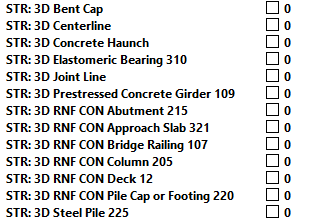 STR: 3D Bent Cap 0
STR: 3D Centerline 0
STR: 3D Concrete Haunch 0
STR: 3D Elastomeric Bearing 310 0
STR: 3D Joint Line 0
STR: 3D Prestressed Concrete Girder 109 0
STR: 3D RNF CON Abutment 215 0
STR: 3D RNF CON Approach Slab 321 0
STR: 3D RNF CON Bridge Railing 107 0
STR: 3D RNF CON Column 205 0
STR: 3D RNF CON Deck 12 0
STR: 3D RNF CON Pile Cap or Footing 220 0
STR: 3D Steel Pile 225 0